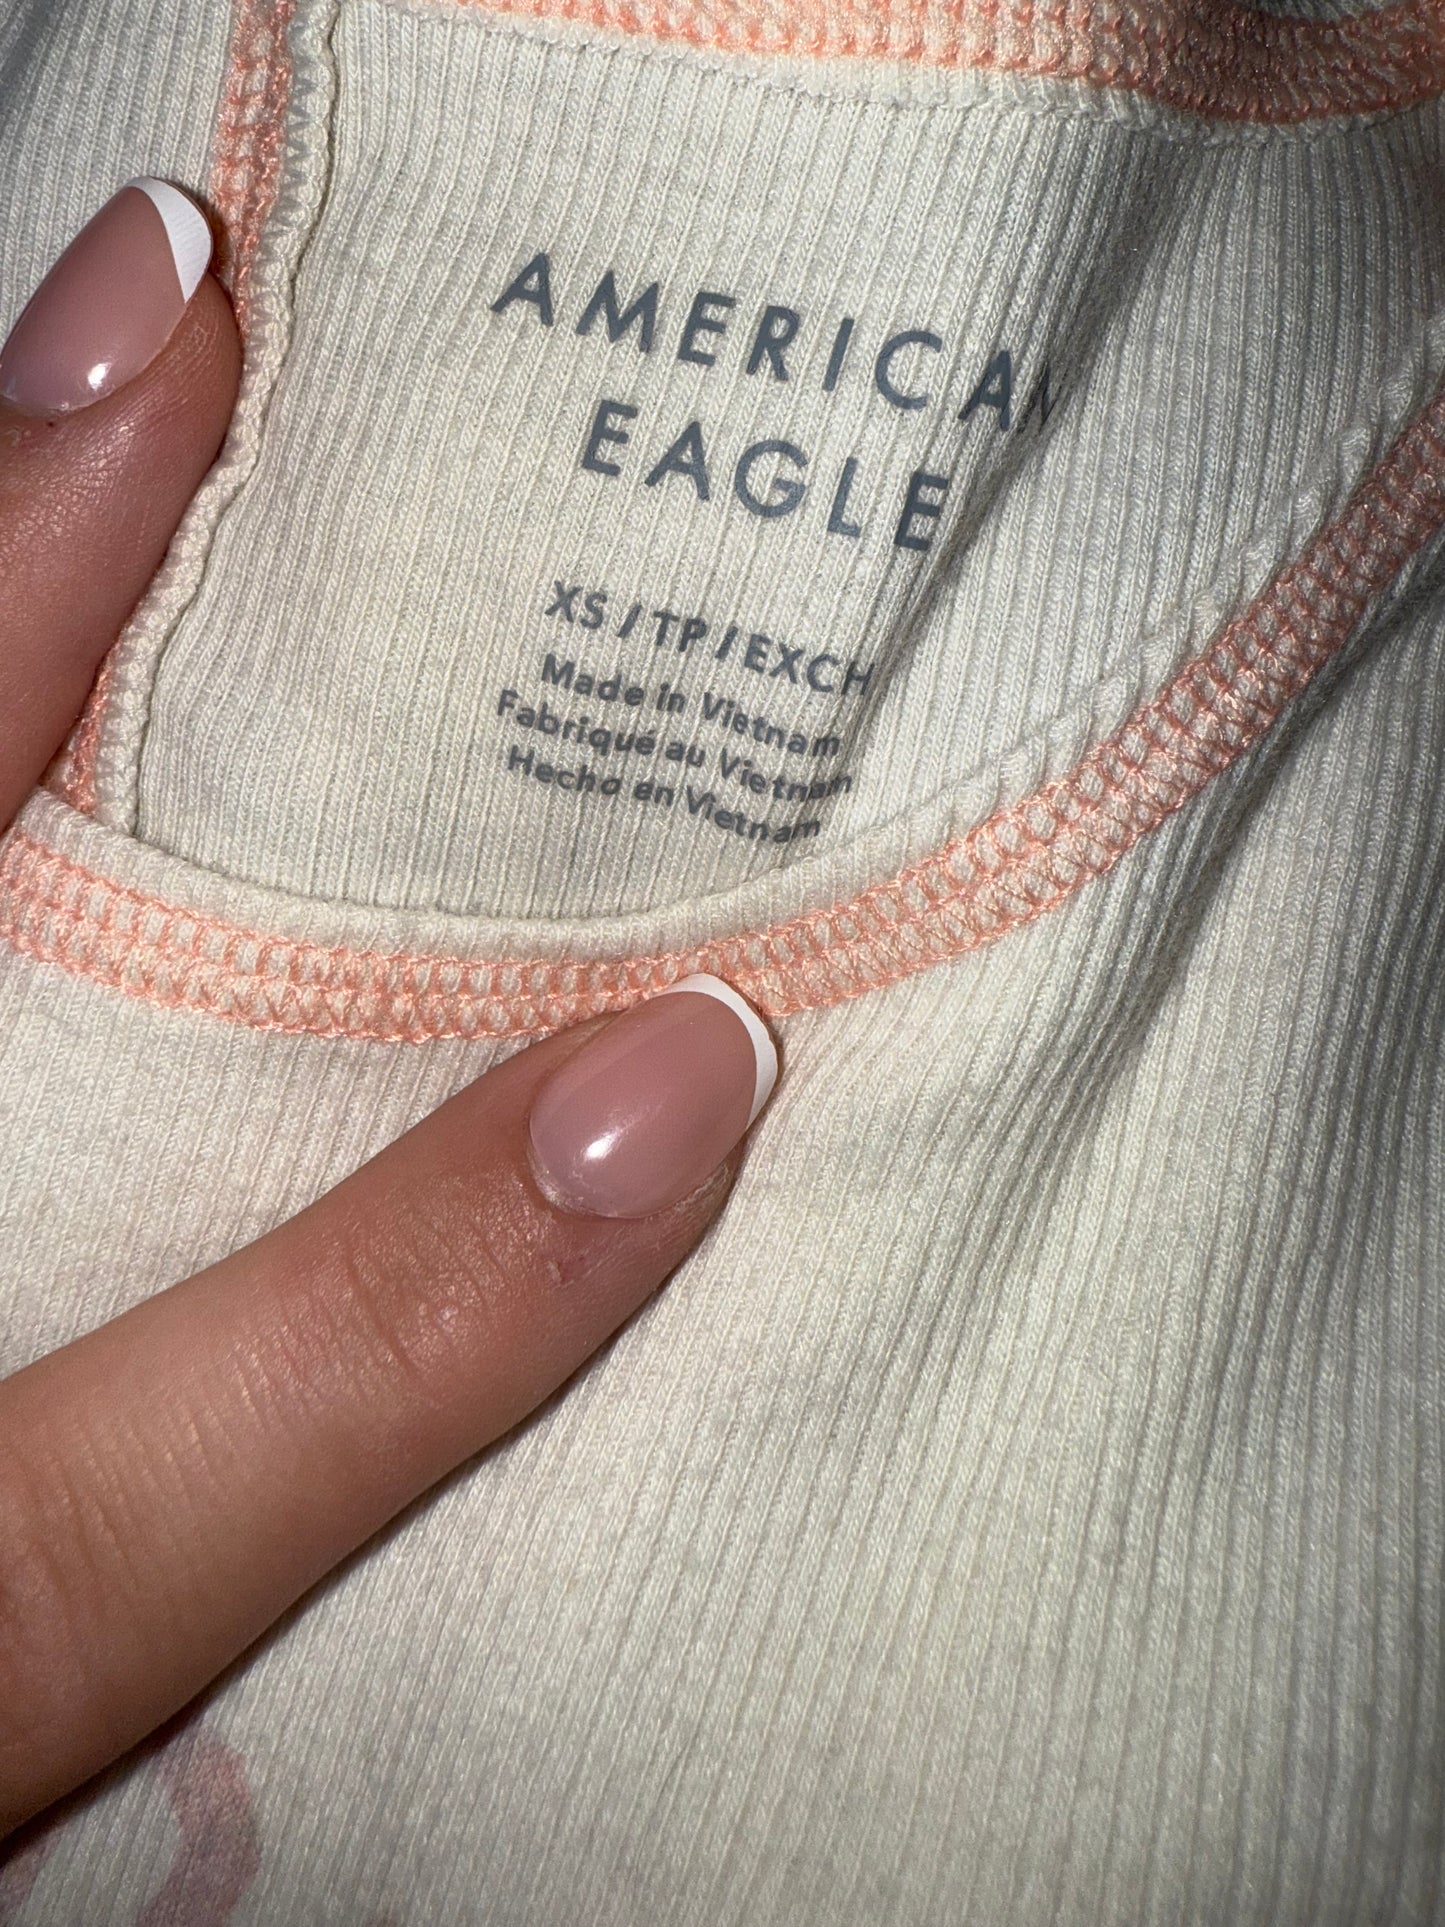 AMERICAN
EAGLE
XS / TP / EXCH
Made in Vietnam
Fabriqué au Vietnam
Hecho en Vietnam